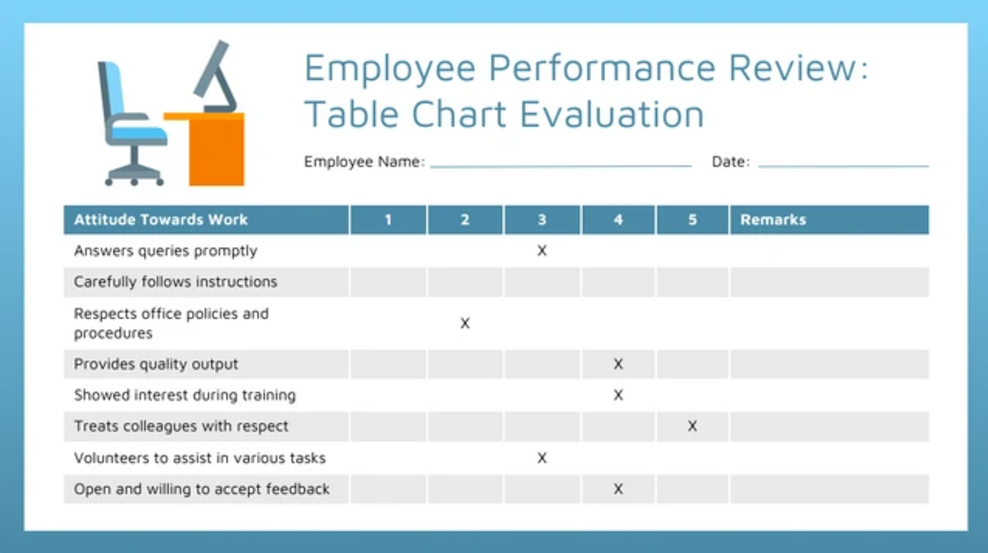 Employee Performance Review:
Table Chart Evaluation
Employee Name: Date:
Attitude Towards Work 1 2 3 4 5 Remarks
Answers queries promptly X
Carefully follows instructions
Respects office policies and
procedures X
Provides quality output X
Showed interest during training X
Treats colleagues with respect X
Volunteers to assist in various tasks X
Open and willing to accept feedback X